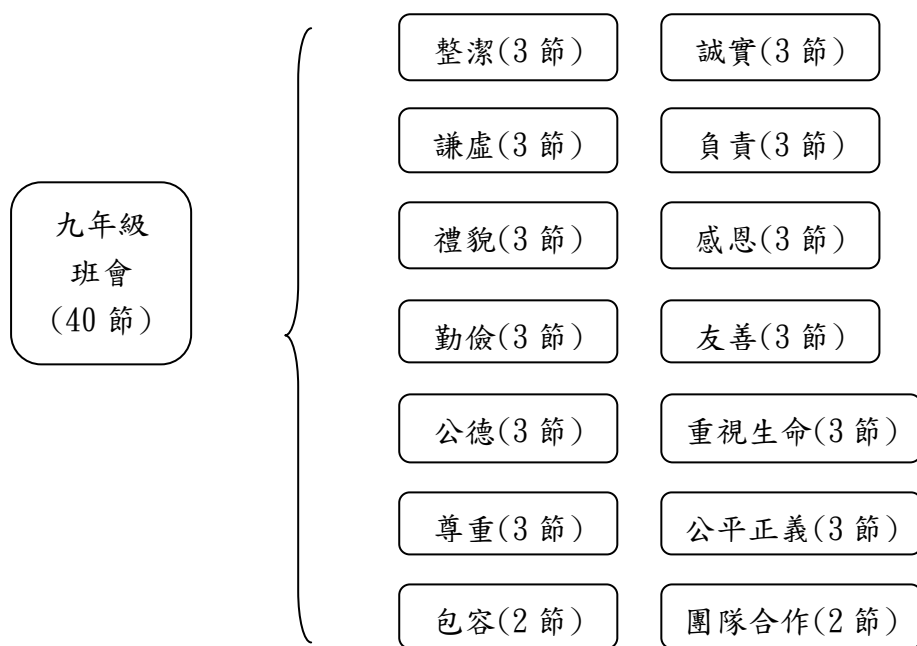 九年級
班會
(40 節)
整潔(3 節)
誠實(3 節)
謙虛(3 節)
負責(3 節)
禮貌(3 節)
感恩(3 節)
勤儉(3 節)
友善(3 節)
公德(3 節)
重視生命(3 節)
尊重(3 節)
公平正義(3 節)
包容(2 節)
團隊合作(2 節)